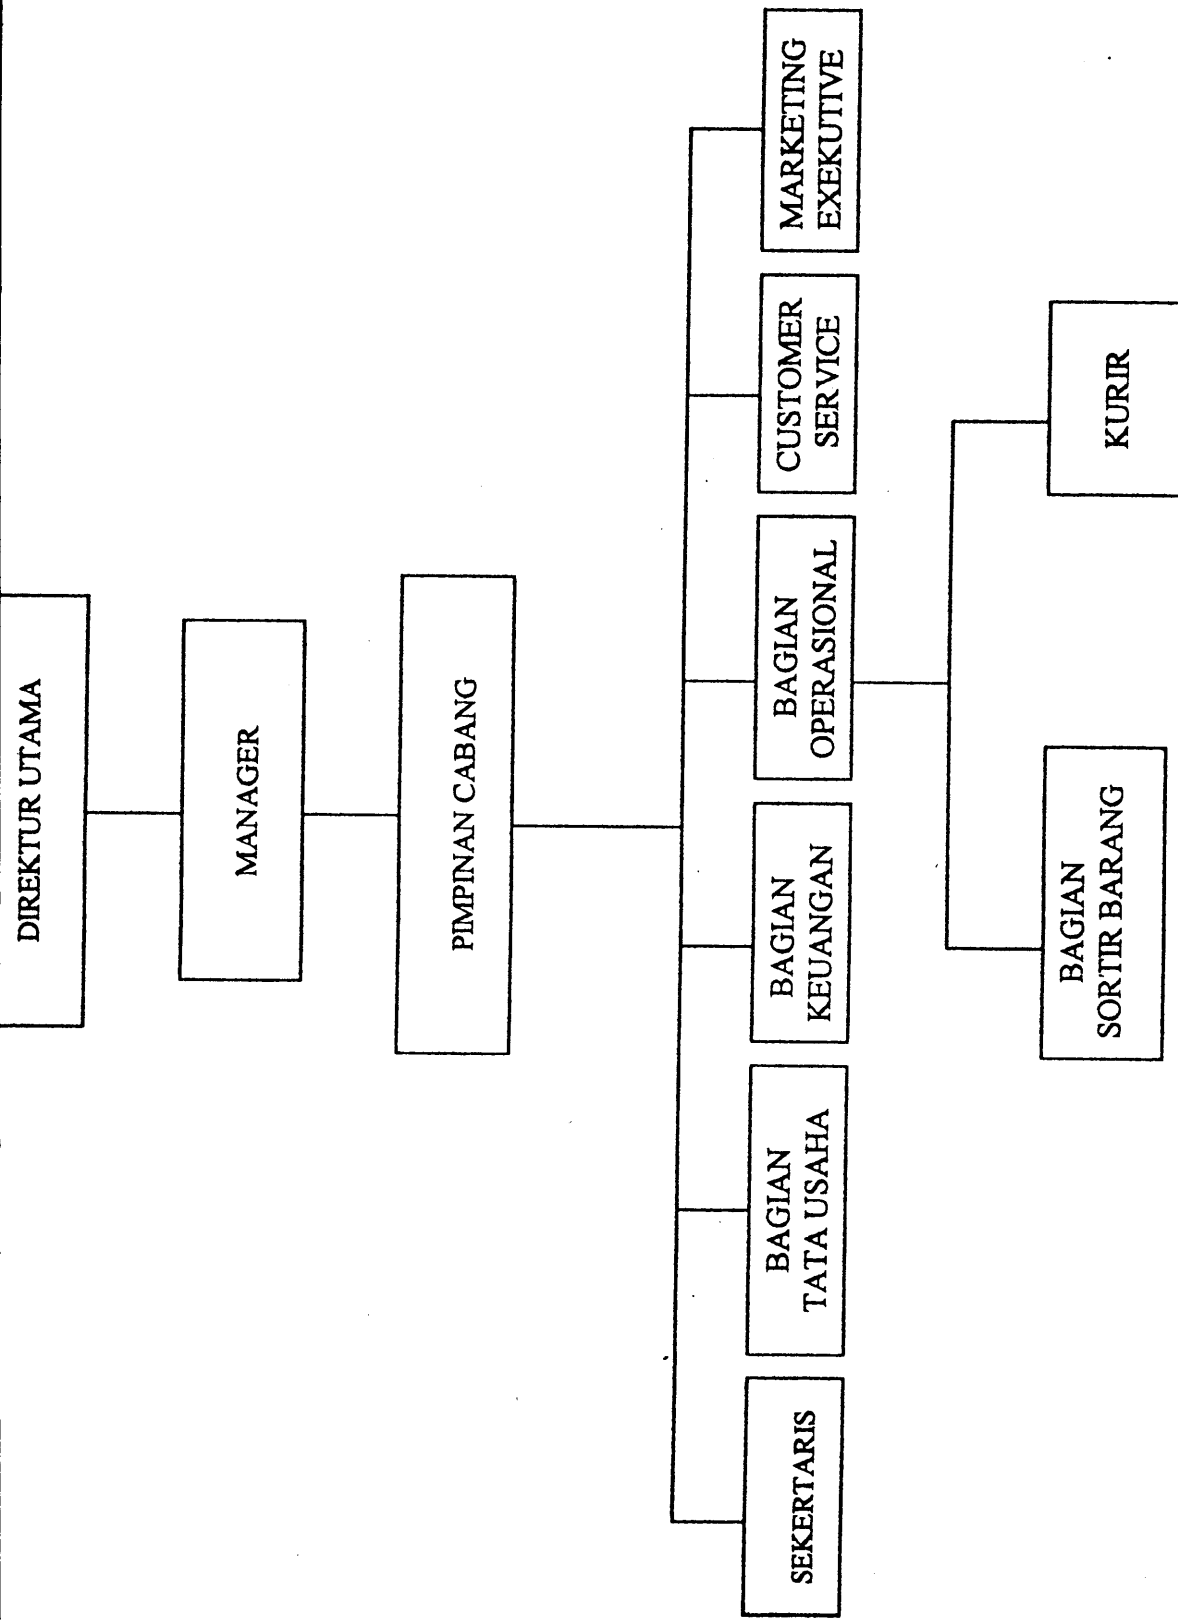 DIREKTUR UTAMA
MANAGER
PIMPINAN CABANG
SEKERTARIS
BAGIAN
TATA USAHA
BAGIAN
KEUANGAN
BAGIAN
OPERASIONAL
CUSTOMER
SERVICE
MARKETING
EXEKUTIVE
BAGIAN
SORTIR BARANG
KURIR